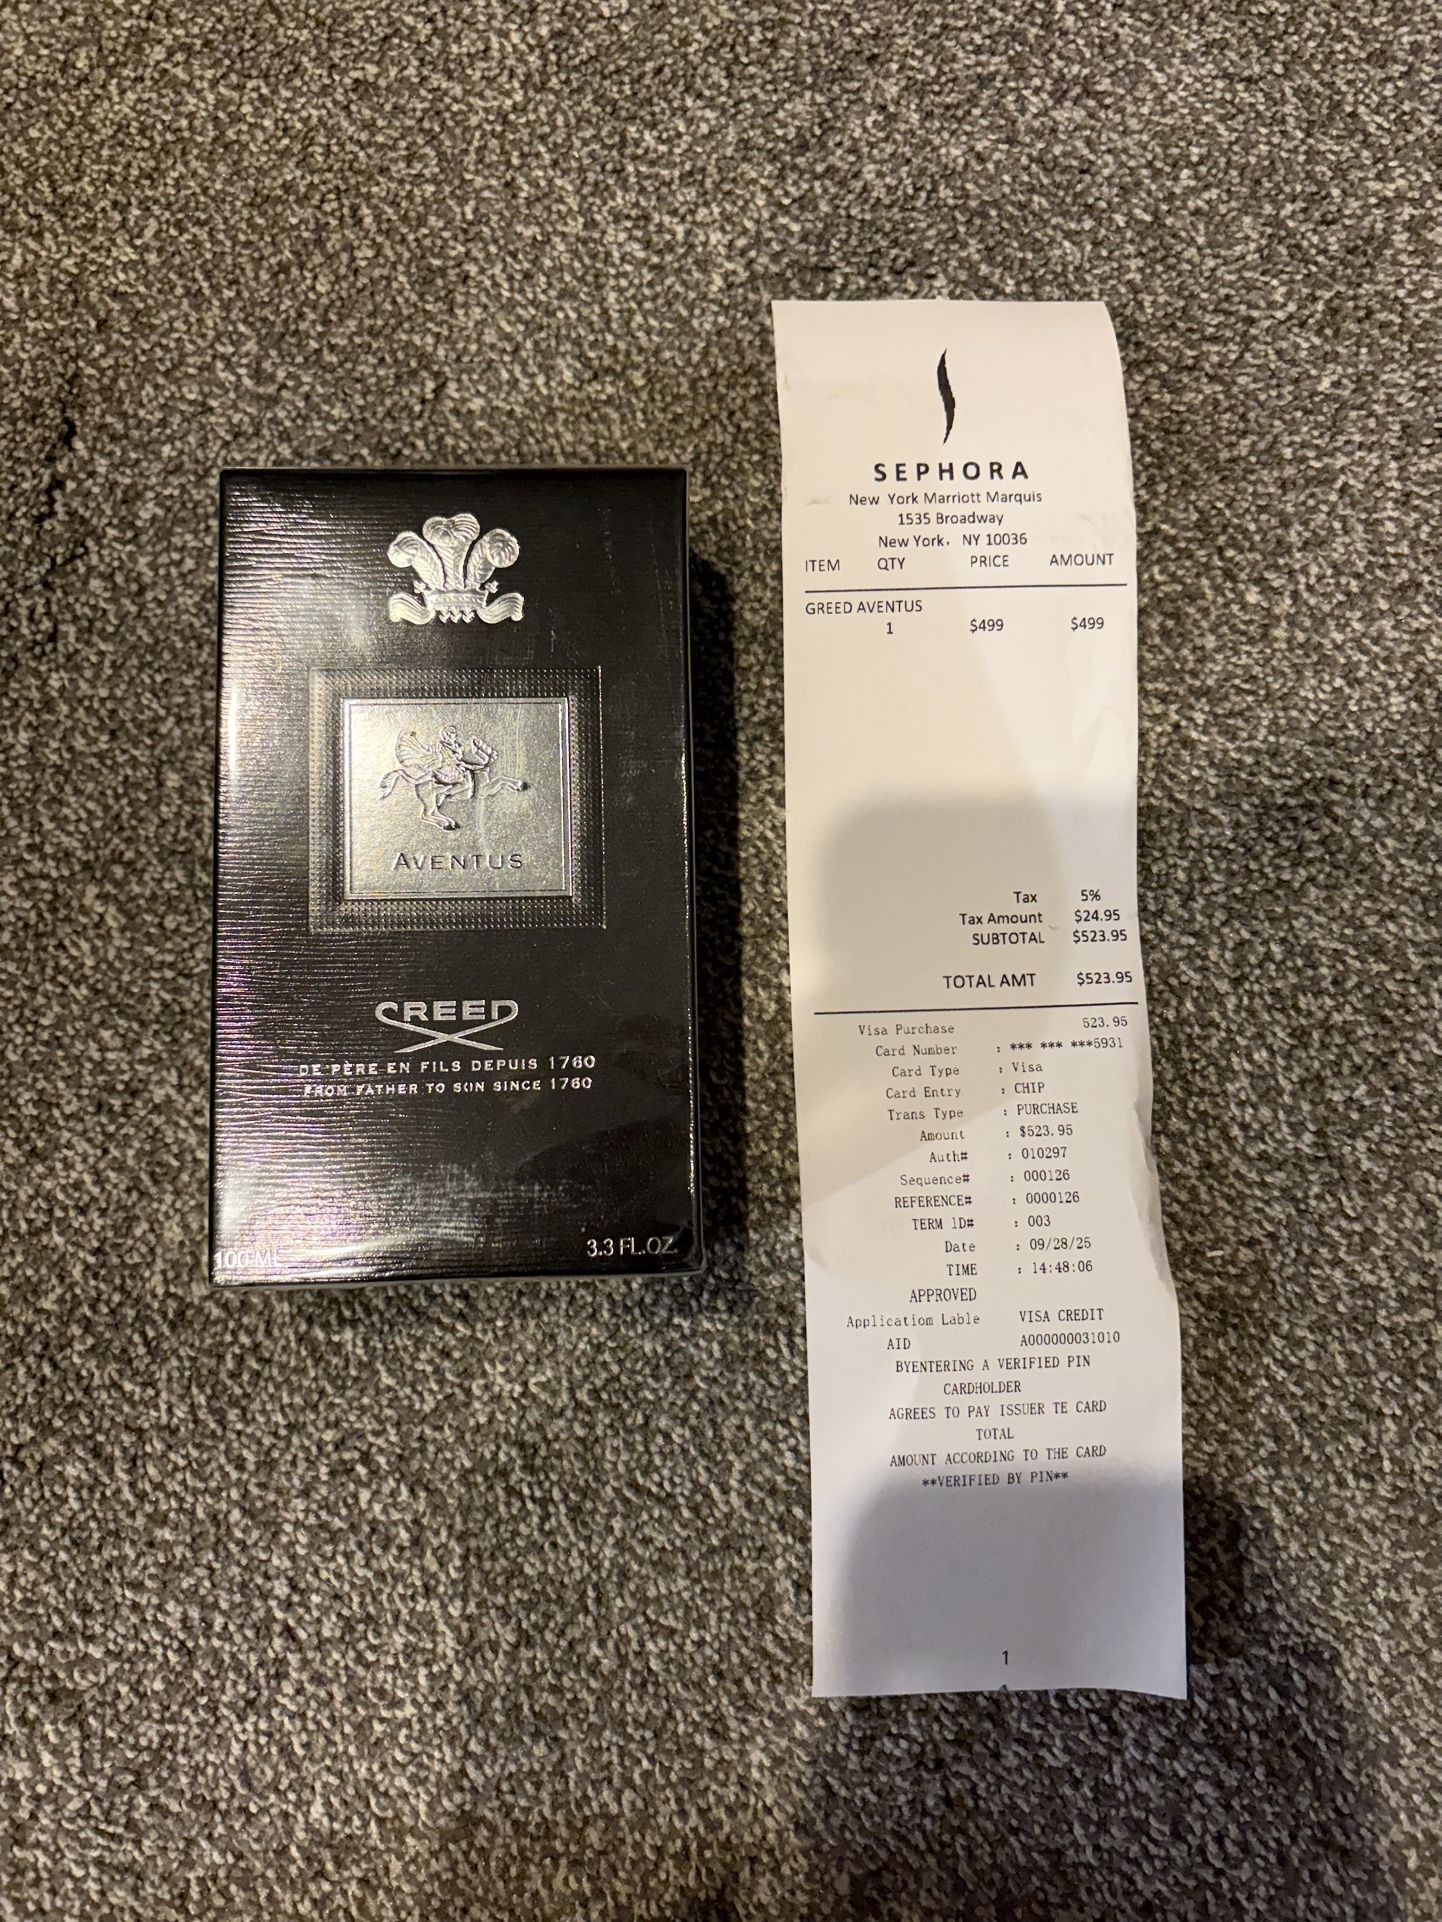 AVENTUS
CREED
DE PÈRE EN FILS DEPUIS 1760
FROM FATHER TO SON SINCE 1760
100 ML
3.3 FL.OZ.
SEPHORA
New York Marriott Marquis
1535 Broadway
New York, NY 10036
ITEM QTY PRICE AMOUNT
GREED AVENTUS
1 $499 $499
Tax 5%
Tax Amount $24.95
SUBTOTAL $523.95
TOTAL AMT $523.95
Visa Purchase 523.95
Card Number : *** *** ***5931
Card Type : Visa
Card Entry : CHIP
Trans Type : PURCHASE
Amount : $523.95
Auth# : 010297
Sequence# : 000126
REFERENCE# : 0000126
TERM 1D# : 003
Date : 09/28/25
TIME : 14:48:06
APPROVED
Applicatiom Lable VISA CREDIT
AID A000000031010
BYENTERING A VERIFIED PIN
CARDHOLDER
AGREES TO PAY ISSUER TE CARD
TOTAL
AMOUNT ACCORDING TO THE CARD
**VERIFIED BY PIN**
1